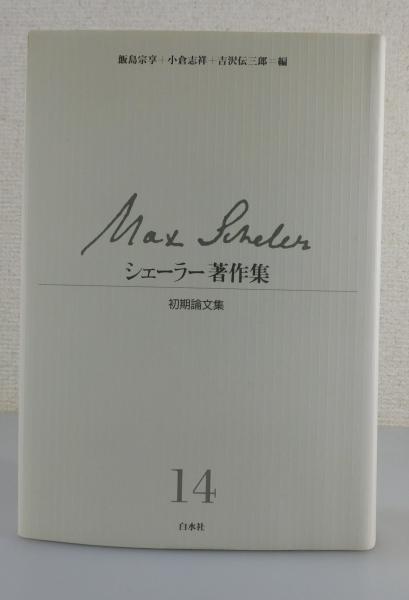 飯島宗享+小倉志祥+吉沢伝三郎=編
Max Scheler
シェーラー著作集
初期論文集
14
白水社